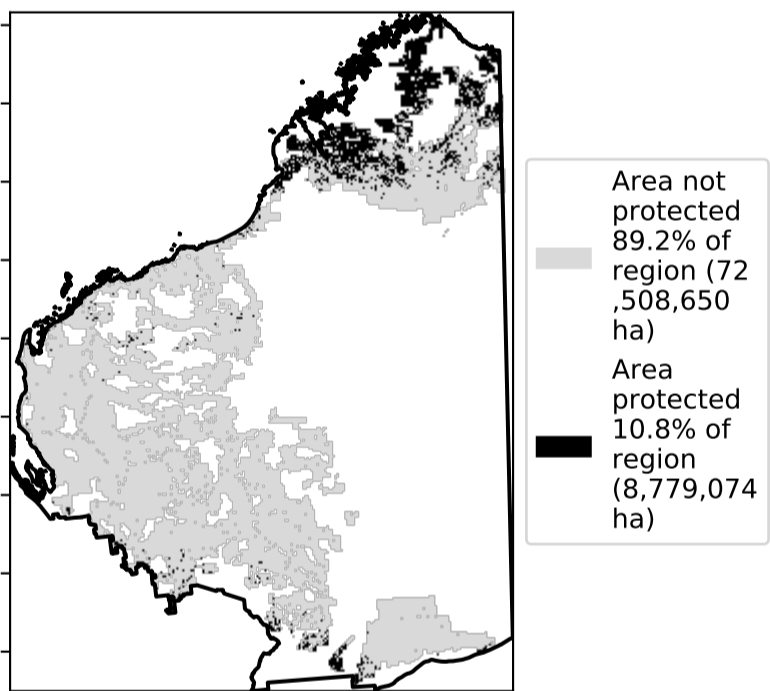 Area not
protected
89.2% of
region (72
,508,650
ha)
Area
protected
10.8% of
region
(8,779,074
ha)